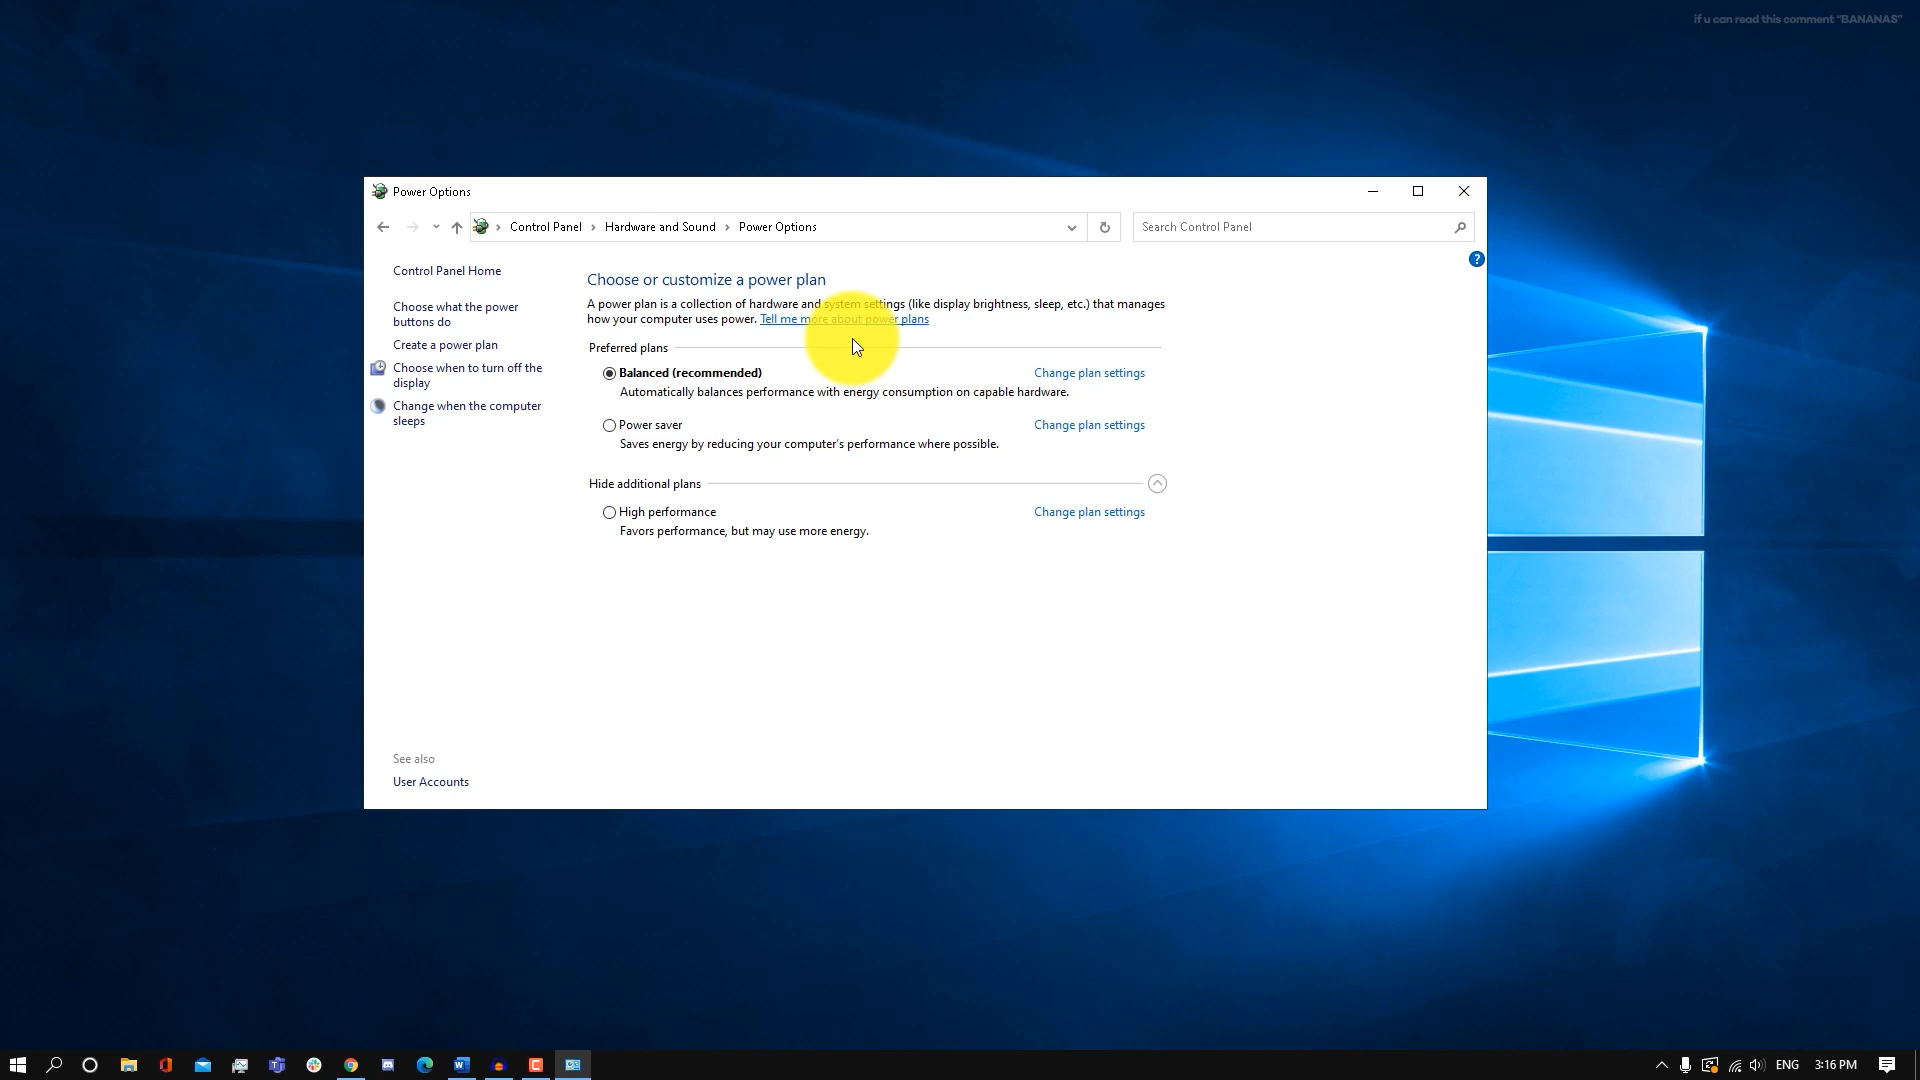 if u can read this comment “BANANAS”
Power Options
Control Panel
Hardware and Sound
Power Options
Search Control Panel
?
Control Panel Home
Choose what the power
buttons do
Create a power plan
Choose when to turn off the
display
Change when the computer
sleeps
Choose or customize a power plan
A power plan is a collection of hardware and system settings (like display brightness, sleep, etc.) that manages
how your computer uses power. Tell me more about power plans
Preferred plans
Balanced (recommended)
Change plan settings
Automatically balances performance with energy consumption on capable hardware.
Power saver
Change plan settings
Saves energy by reducing your computer's performance where possible.
Hide additional plans
High performance
Change plan settings
Favors performance, but may use more energy.
See also
User Accounts
ENG
3:16 PM